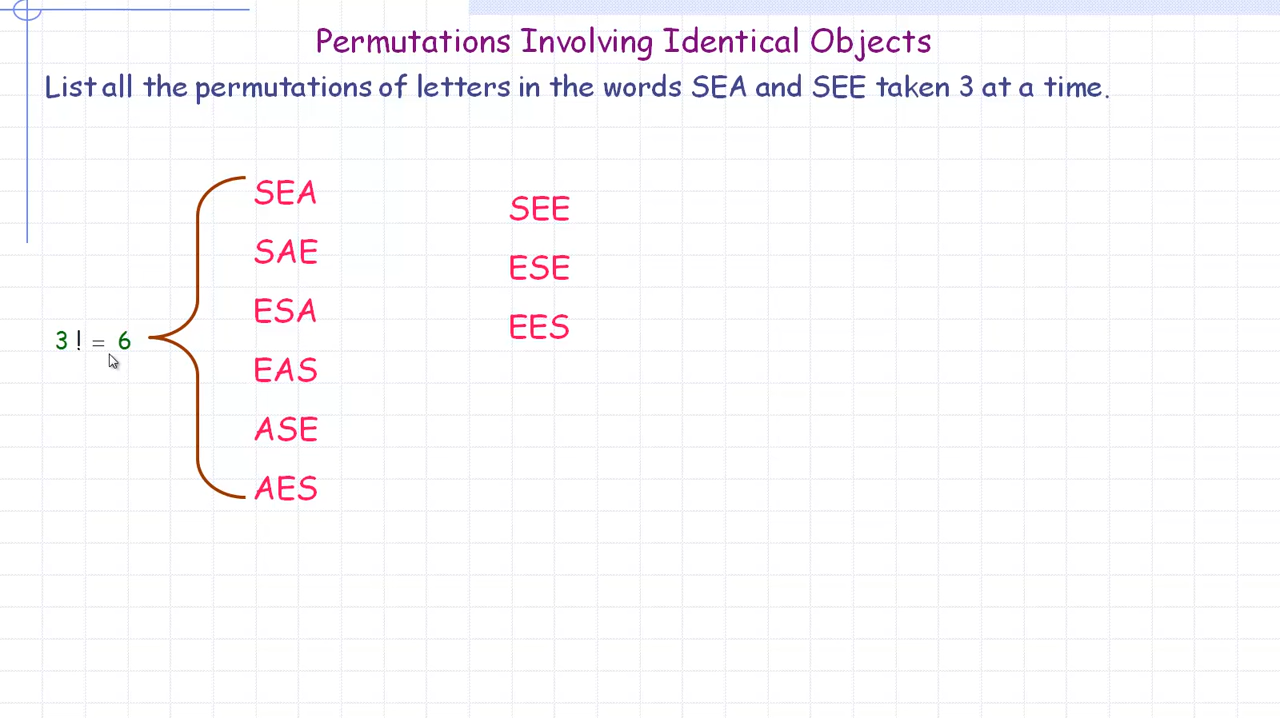 Permutations Involving Identical Objects
List all the permutations of letters in the words SEA and SEE taken 3 at a time.
SEA
SAE
ESA
EAS
ASE
AES
3 ! = 6
SEE
ESE
EES